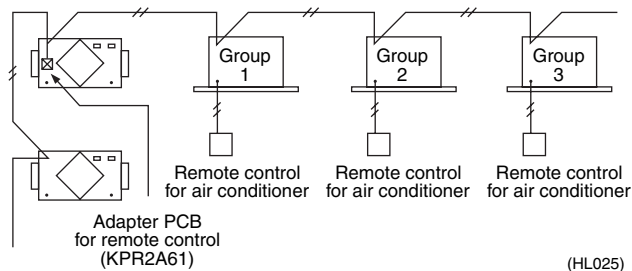 Group
1
Group
2
Group
3
Remote control
for air conditioner
Remote control
for air conditioner
Remote control
for air conditioner
Adapter PCB
for remote control
(KPR2A61)
(HL025)